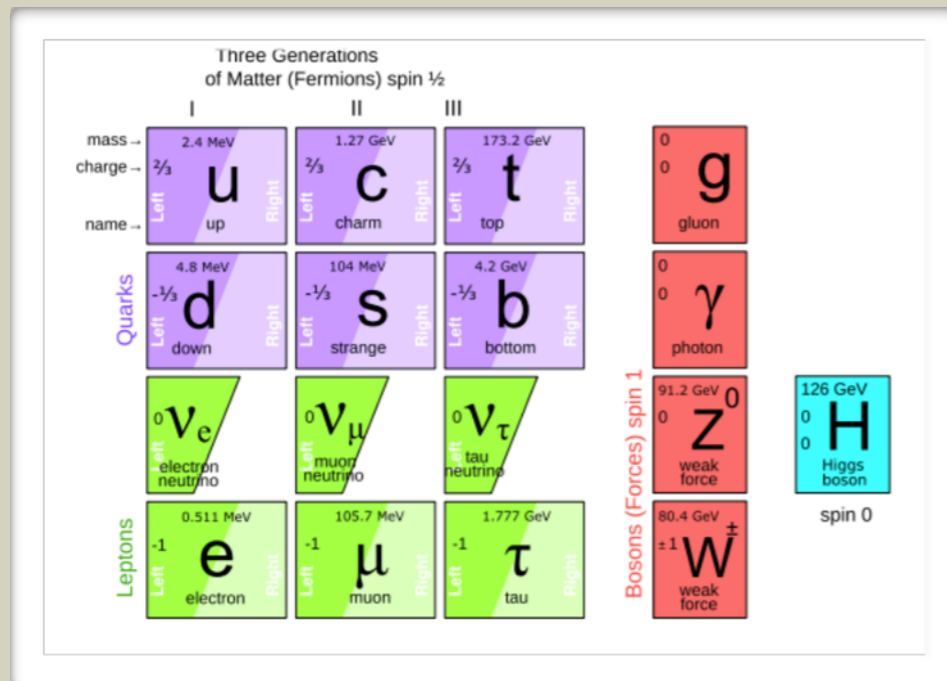 Three Generations
of Matter (Fermions) spin ½
I II III
mass→
charge→
name→
2.4 MeV
⅔
u
Left
Right
up
1.27 GeV
⅔
c
Left
Right
charm
173.2 GeV
⅔
t
Left
Right
top
0
0
g
gluon
Quarks
4.8 MeV
-⅓
d
Left
Right
down
104 MeV
-⅓
s
Left
Right
strange
4.2 GeV
-⅓
b
Left
Right
bottom
0
0
γ
photon
0
νe
Left
electron
neutrino
0
νμ
Left
muon
neutrino
0
ντ
Left
tau
neutrino
Bosons (Forces) spin 1
91.2 GeV
0
Z0
weak
force
126 GeV
0
0
H
Higgs
boson
spin 0
Leptons
0.511 MeV
-1
e
Left
Right
electron
105.7 MeV
-1
μ
Left
Right
muon
1.777 GeV
-1
τ
Left
Right
tau
80.4 GeV
±1
W±
weak
force